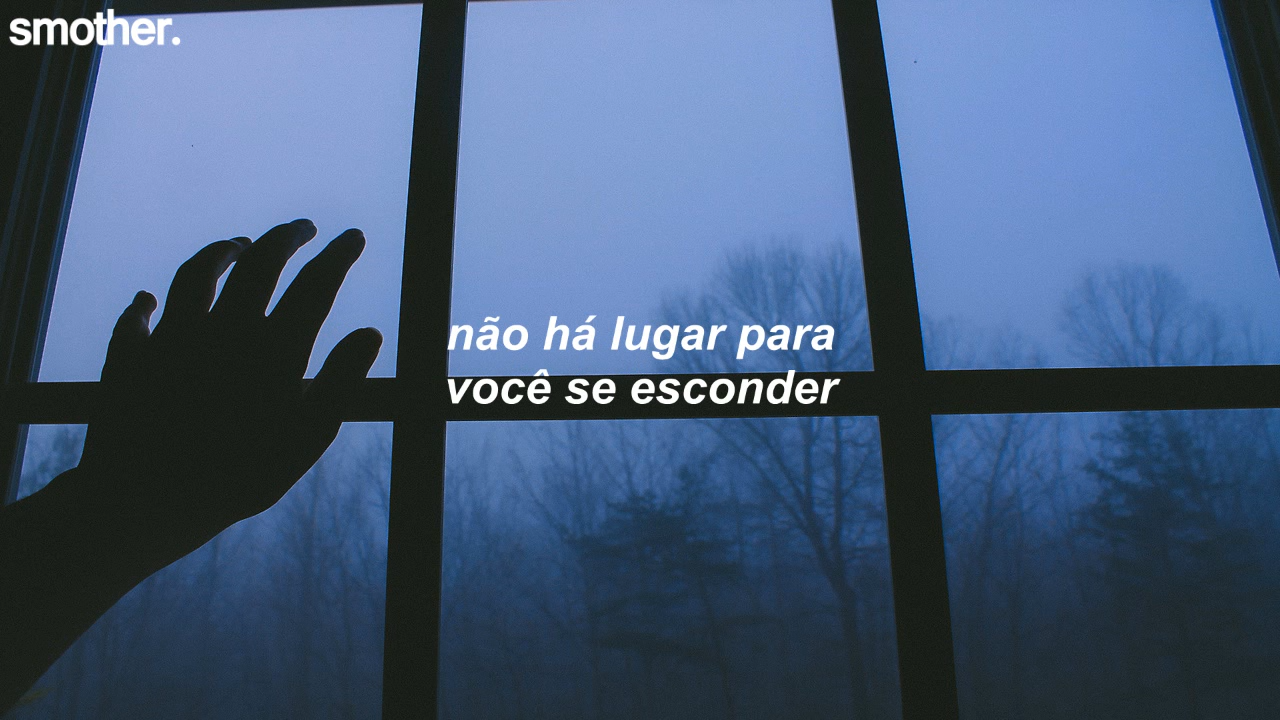 smother.
não há lugar para
você se esconder